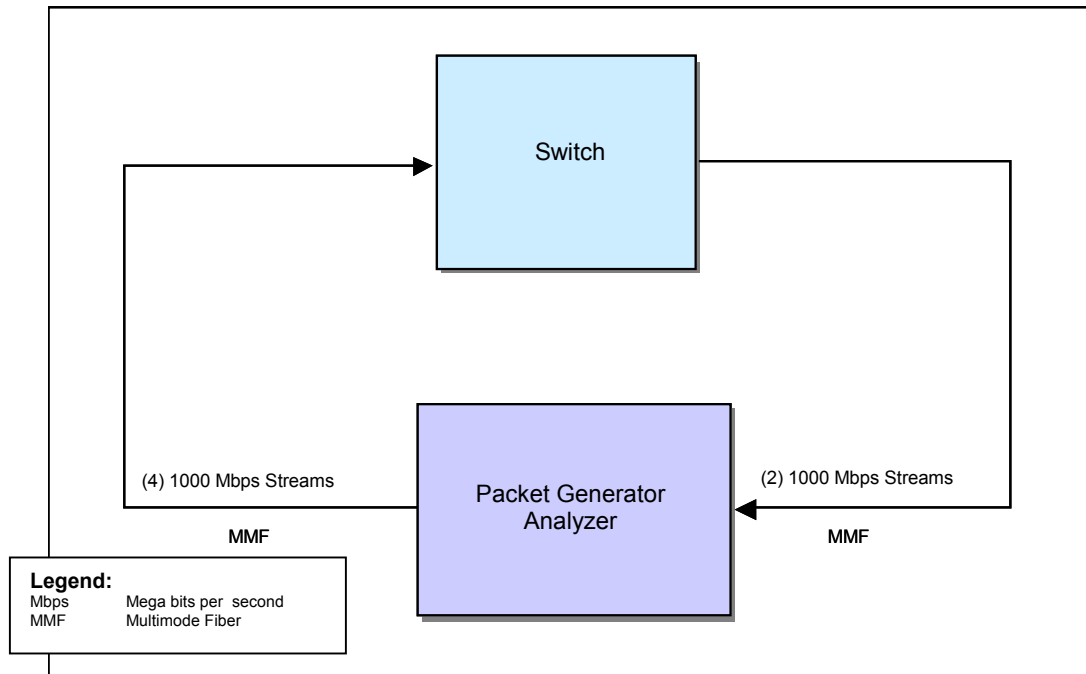 Switch
(4) 1000 Mbps Streams
(2) 1000 Mbps Streams
Packet Generator
Analyzer
MMF
MMF
Legend:
Mbps Mega bits per second
MMF Multimode Fiber